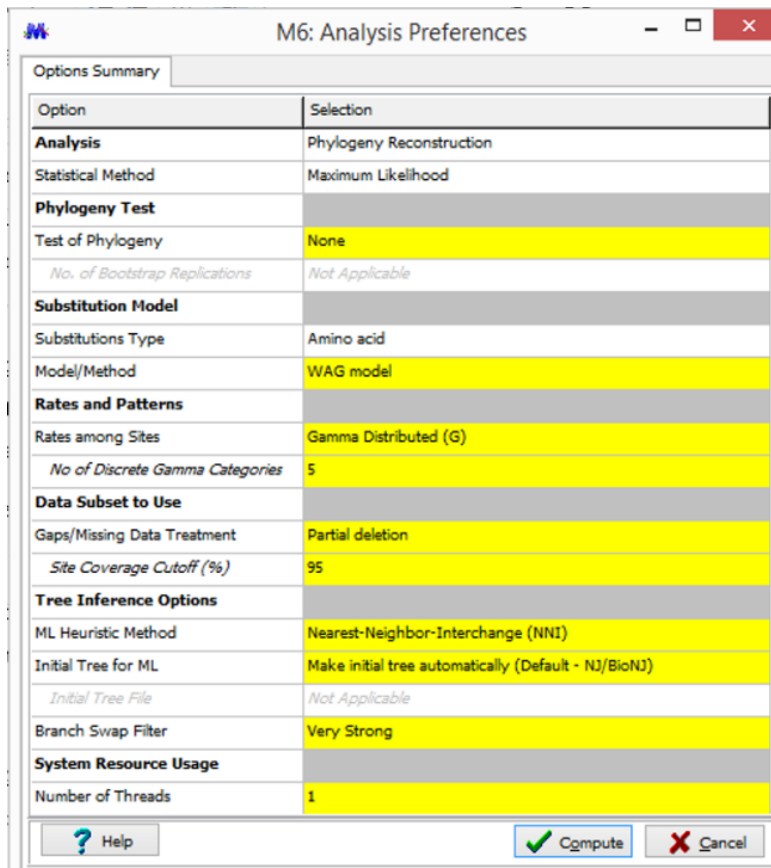 M6: Analysis Preferences
Options Summary
Option Selection
Analysis Phylogeny Reconstruction
Statistical Method Maximum Likelihood
Phylogeny Test
Test of Phylogeny None
No. of Bootstrap Replications Not Applicable
Substitution Model
Substitutions Type Amino acid
Model/Method WAG model
Rates and Patterns
Rates among Sites Gamma Distributed (G)
No of Discrete Gamma Categories 5
Data Subset to Use
Gaps/Missing Data Treatment Partial deletion
Site Coverage Cutoff (%) 95
Tree Inference Options
ML Heuristic Method Nearest-Neighbor-Interchange (NNI)
Initial Tree for ML Make initial tree automatically (Default - NJ/BioNJ)
Initial Tree File Not Applicable
Branch Swap Filter Very Strong
System Resource Usage
Number of Threads 1
? Help Compute Cancel